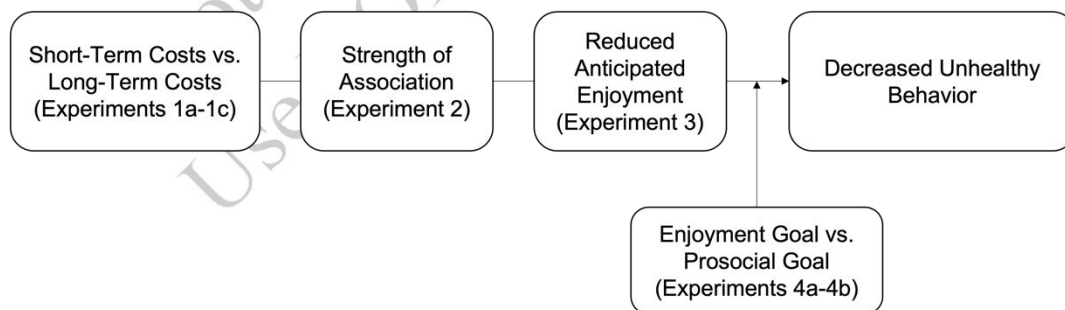 Short-Term Costs vs.
Long-Term Costs
(Experiments 1a-1c)
Strength of
Association
(Experiment 2)
Reduced
Anticipated
Enjoyment
(Experiment 3)
Decreased Unhealthy
Behavior
Enjoyment Goal vs.
Prosocial Goal
(Experiments 4a-4b)